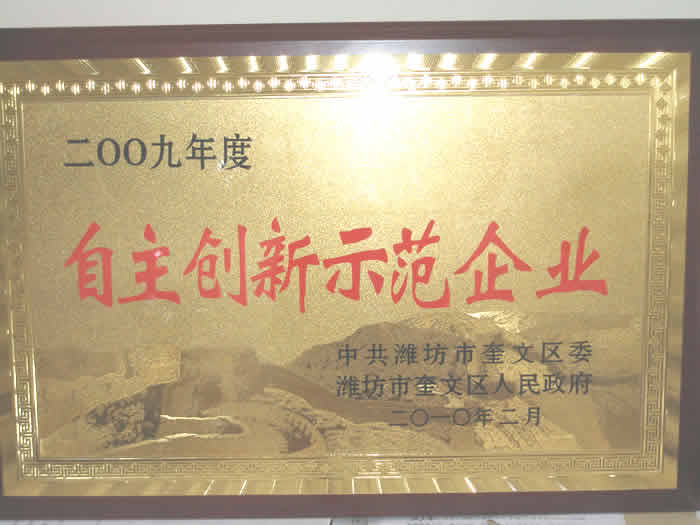 二〇〇九年度
自主创新示范企业
中共潍坊市奎文区委
潍坊市奎文区人民政府
二〇一〇年二月